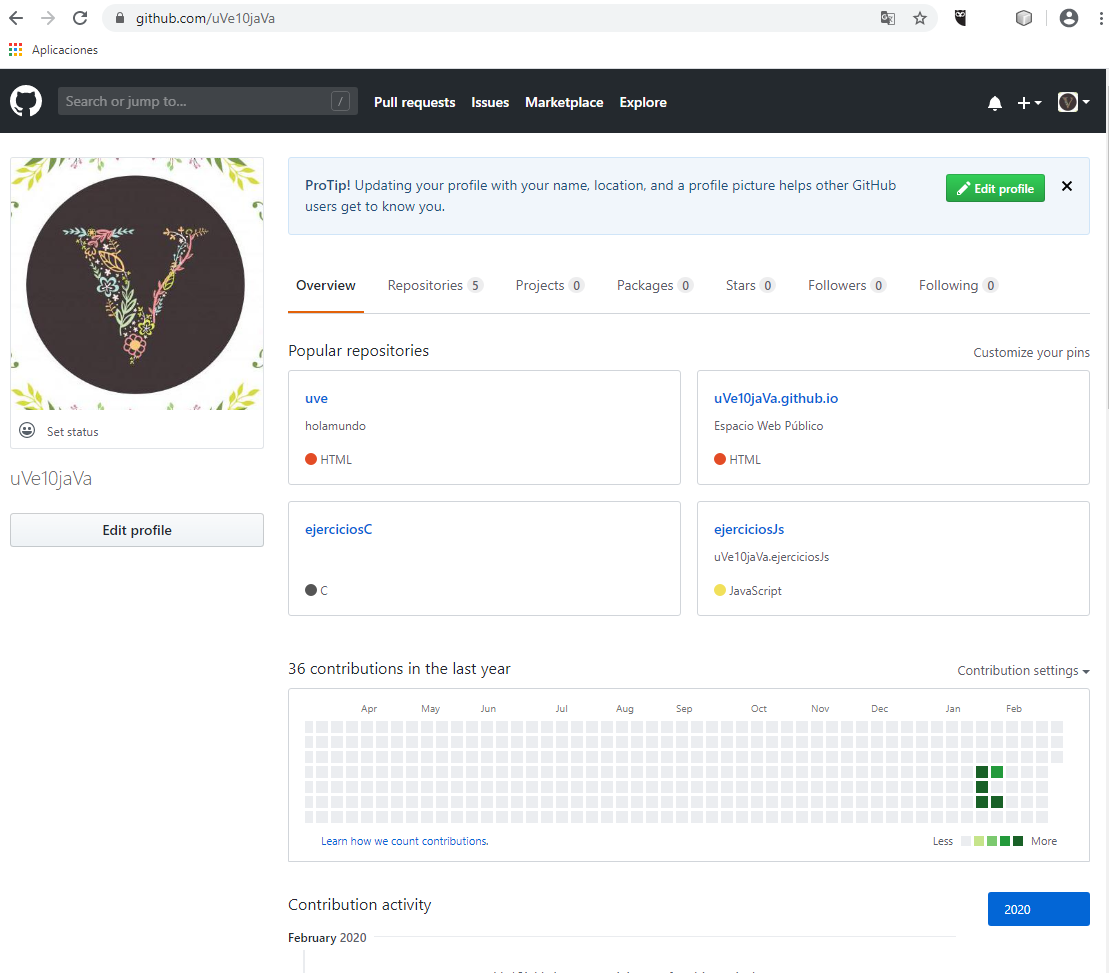 github.com/uVe10jaVa
Aplicaciones
Search or jump to... /
Pull requests Issues Marketplace Explore
ProTip! Updating your profile with your name, location, and a profile picture helps other GitHub
users get to know you.
Edit profile
Set status
uVe10jaVa
Edit profile
Overview Repositories 5 Projects 0 Packages 0 Stars 0 Followers 0 Following 0
Popular repositories
Customize your pins
uve
holamundo
HTML
uVe10jaVa.github.io
Espacio Web Público
HTML
ejerciciosC
C
ejerciciosJs
uVe10jaVa.ejerciciosJs
JavaScript
36 contributions in the last year
Contribution settings
Apr May Jun Jul Aug Sep Oct Nov Dec Jan Feb
Learn how we count contributions.
Less More
Contribution activity
2020
February 2020